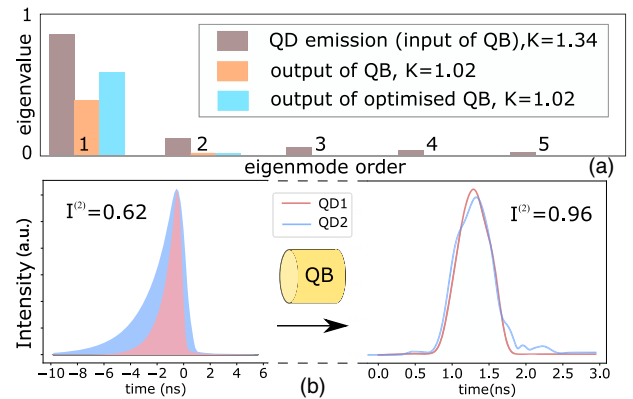 1
eigenvalue
0
QD emission (input of QB),K=1.34
output of QB, K=1.02
output of optimised QB, K=1.02
1 2 3 4 5
eigenmode order
(a)
Intensity (a.u.)
I⁽²⁾=0.62
QD1
QD2
QB
I⁽²⁾=0.96
−10 −8 −6 −4 −2 0 2 4 6
time (ns)
(b)
0.0 0.5 1.0 1.5 2.0 2.5 3.0
time(ns)